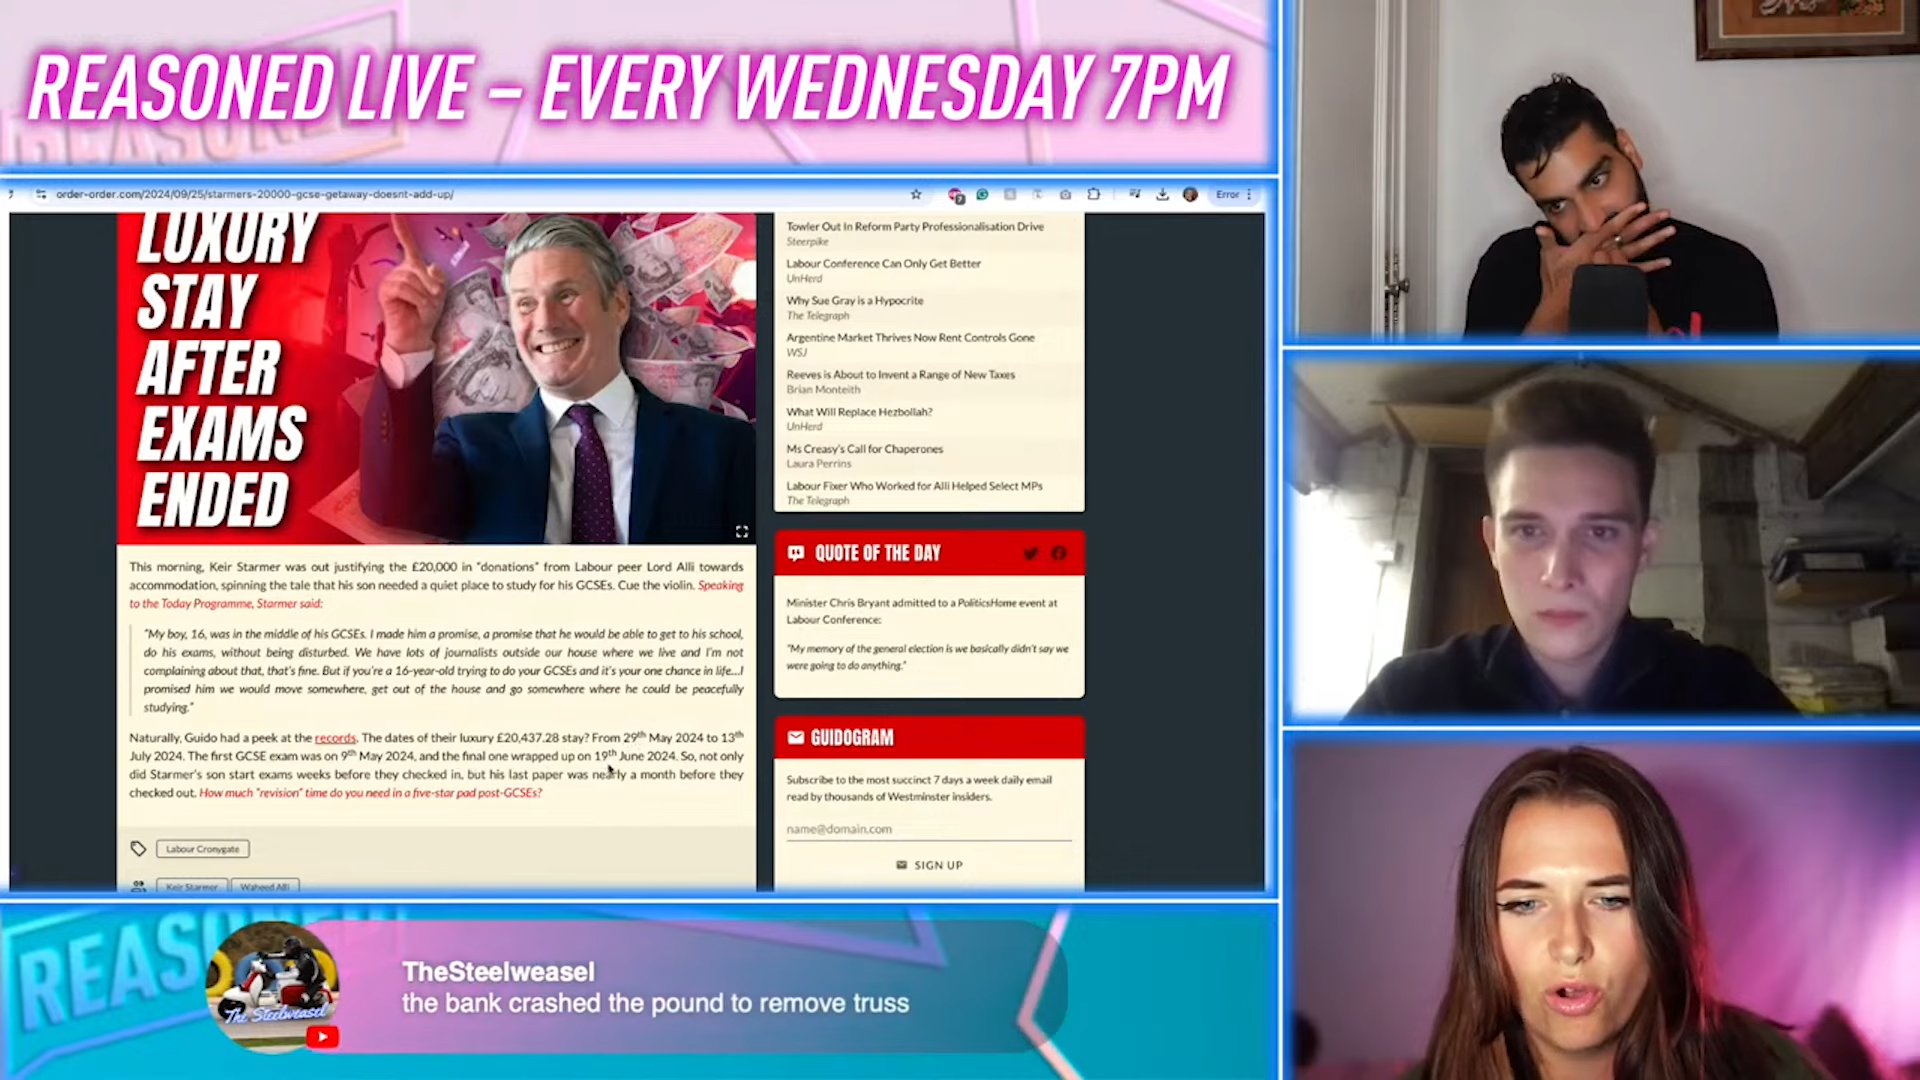 REASONED LIVE – EVERY WEDNESDAY 7PM
order-order.com/2024/09/25/starmers-20000-gcse-getaway-doesnt-add-up/
Error
LUXURY
STAY
AFTER
EXAMS
ENDED
This morning, Keir Starmer was out justifying the £20,000 in "donations" from Labour peer Lord Alli towards
accommodation, spinning the tale that his son needed a quiet place to study for his GCSEs. Cue the violin. Speaking
to the Today Programme, Starmer said:
"My boy, 16, was in the middle of his GCSEs. I made him a promise, a promise that he would be able to get to his school,
do his exams, without being disturbed. We have lots of journalists outside our house where we live and I'm not
complaining about that, that's fine. But if you're a 16-year-old trying to do your GCSEs and it's your one chance in life...I
promised him we would move somewhere, get out of the house and go somewhere where he could be peacefully
studying."
Naturally, Guido had a peek at the records. The dates of their luxury £20,437.28 stay? From 29th May 2024 to 13th
July 2024. The first GCSE exam was on 9th May 2024, and the final one wrapped up on 19th June 2024. So, not only
did Starmer's son start exams weeks before they checked in, but his last paper was nearly a month before they
checked out. How much "revision" time do you need in a five-star pad post-GCSEs?
Labour Cronygate
Keir Starmer
Waheed Alli
Towler Out In Reform Party Professionalisation Drive
Steerpike
Labour Conference Can Only Get Better
UnHerd
Why Sue Gray is a Hypocrite
The Telegraph
Argentine Market Thrives Now Rent Controls Gone
WSJ
Reeves is About to Invent a Range of New Taxes
Brian Monteith
What Will Replace Hezbollah?
UnHerd
Ms Creasy's Call for Chaperones
Laura Perrins
Labour Fixer Who Worked for Alli Helped Select MPs
The Telegraph
QUOTE OF THE DAY
Minister Chris Bryant admitted to a PoliticsHome event at
Labour Conference:
"My memory of the general election is we basically didn't say we
were going to do anything."
GUIDOGRAM
Subscribe to the most succinct 7 days a week daily email
read by thousands of Westminster insiders.
name@domain.com
SIGN UP
REAS
The Steelweasel
TheSteelweasel
the bank crashed the pound to remove truss